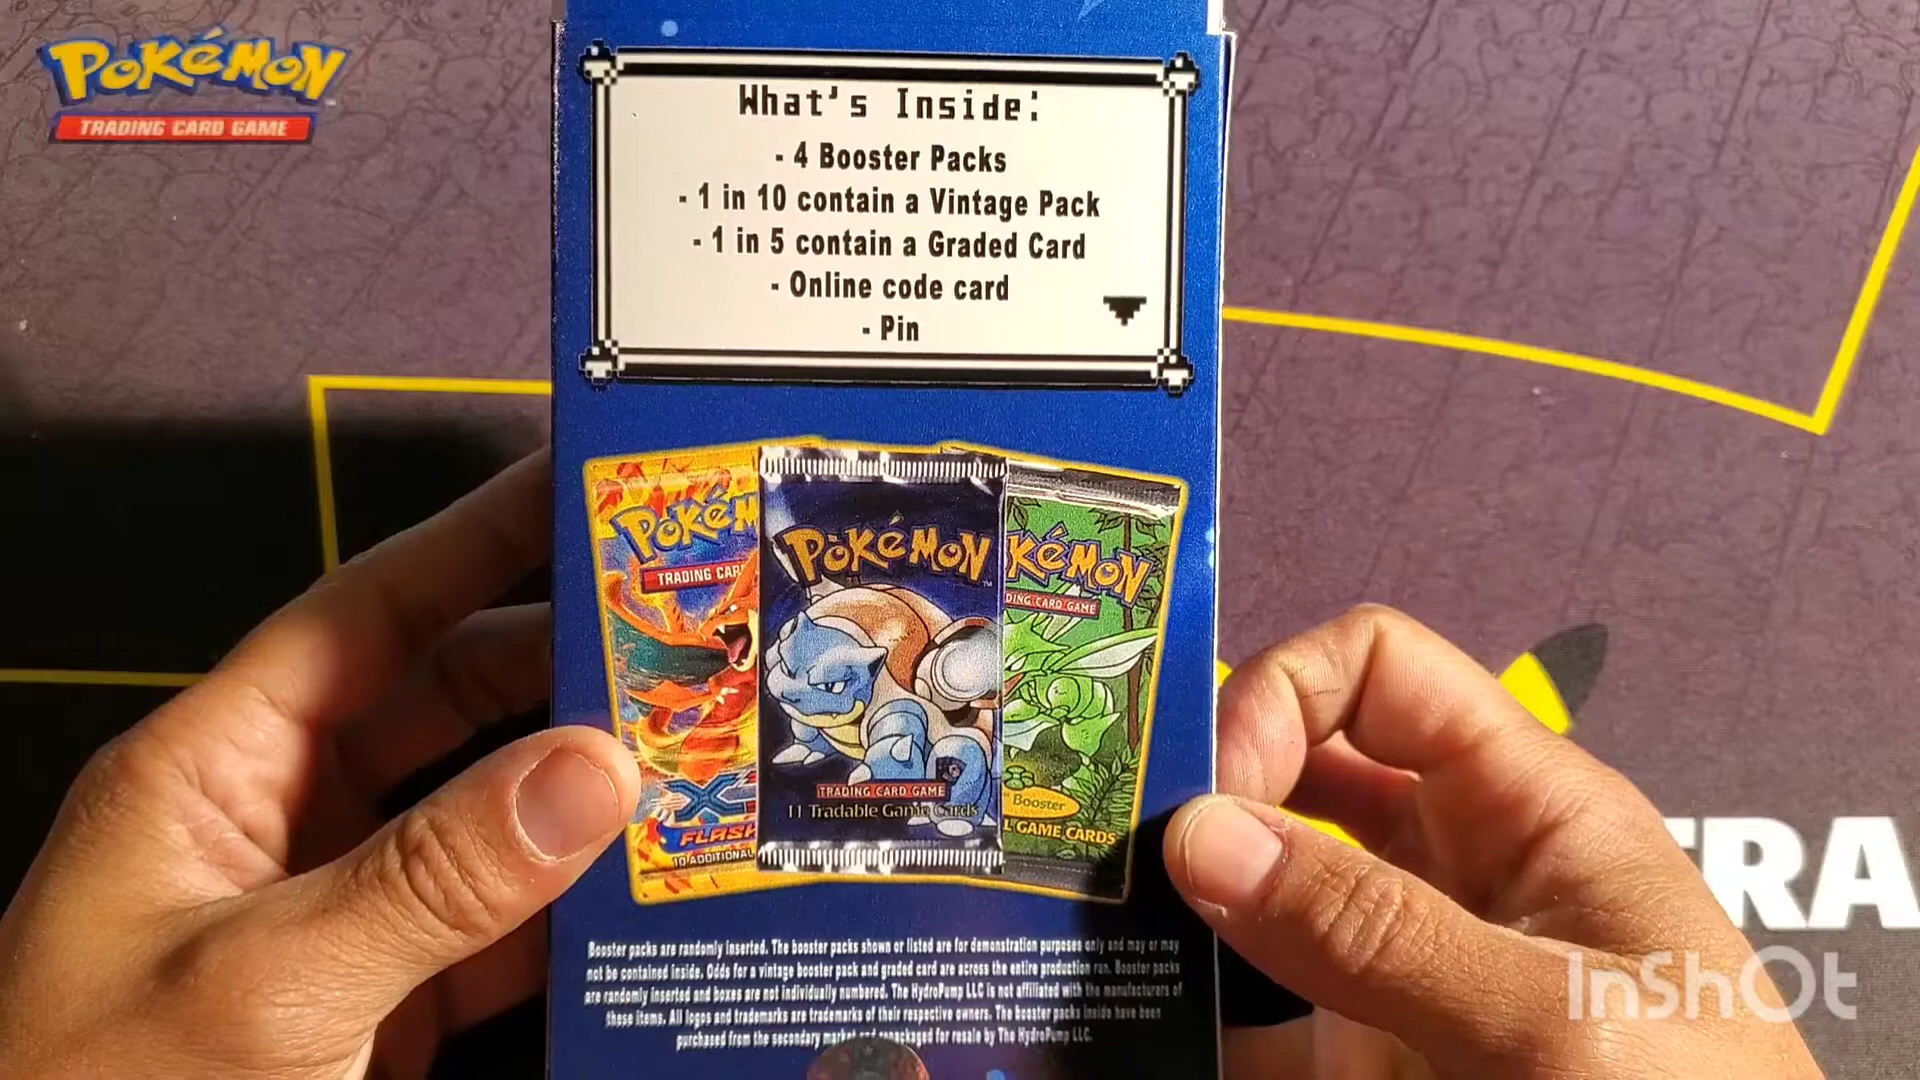 POKéMON
TRADING CARD GAME
What's Inside:
- 4 Booster Packs
- 1 in 10 contain a Vintage Pack
- 1 in 5 contain a Graded Card
- Online code card
- Pin
POKéM
TRADING CAR
FLASH
10 ADDITIONAL
POKéMON
TRADING CARD GAME
11 Tradable Game Cards
KéMON
DING CARD GAME
Booster
L GAME CARDS
Booster packs are randomly inserted. The booster packs shown or listed are for demonstration purposes only and may or may
not be contained inside. Odds for a vintage booster pack and graded card are across the entire production run. Booster packs
are randomly inserted and boxes are not individually numbered. The HydroPump LLC is not affiliated with the manufacturers of
these items. All logos and trademarks are trademarks of their respective owners. The booster packs inside have been
purchased from the secondary market and repackaged for resale by The HydroPump LLC.
TRA
InShOt